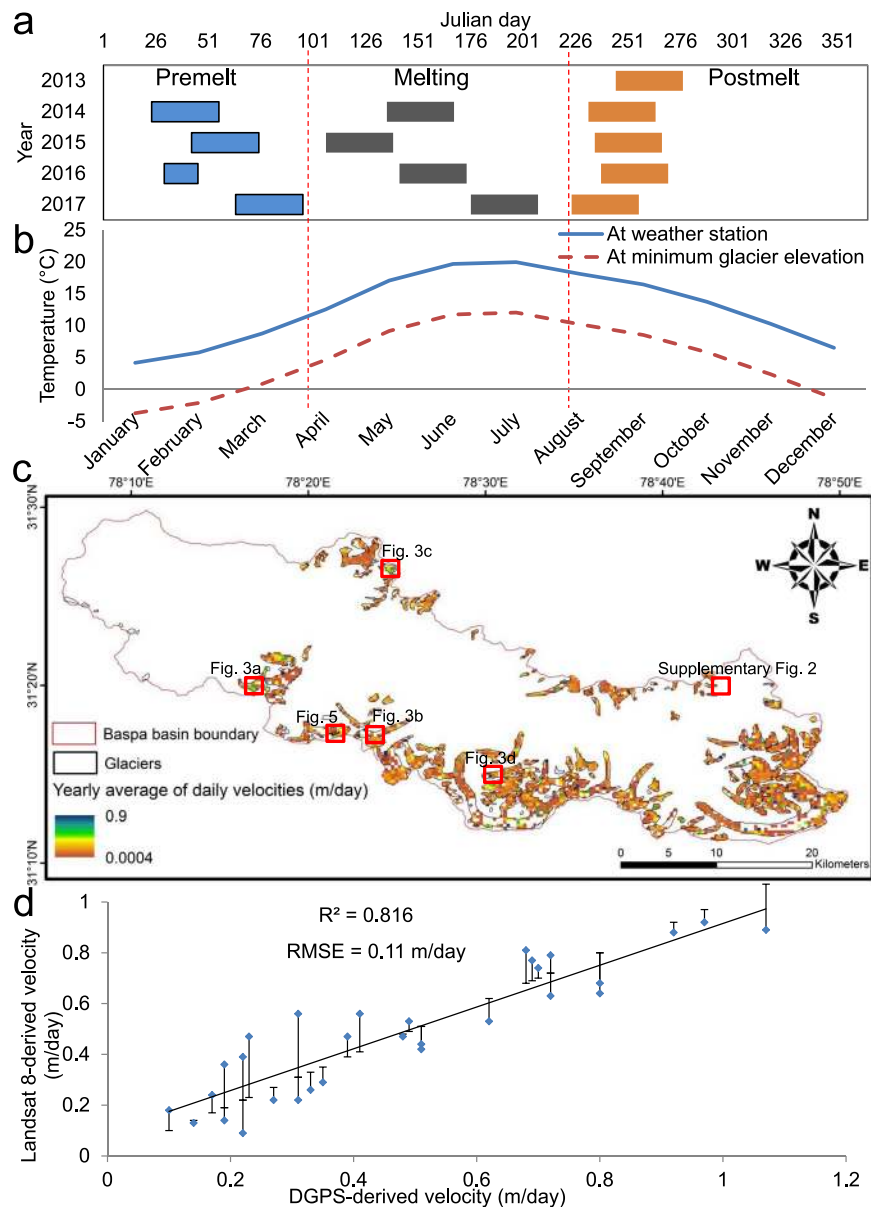 a
Julian day
1 26 51 76 101 126 151 176 201 226 251 276 301 326 351
Premelt Melting Postmelt
Year
2013
2014
2015
2016
2017
b
Temperature (°C)
25
20
15
10
5
0
-5
At weather station
At minimum glacier elevation
January February March April May June July August September October November December
c
78°10'E 78°20'E 78°30'E 78°40'E 78°50'E
31°30'N
31°20'N
31°10'N
N
W E
S
Fig. 3c
Fig. 3a
Supplementary Fig. 2
Fig. 5
Fig. 3b
Fig. 3d
Baspa basin boundary
Glaciers
Yearly average of daily velocities (m/day)
0.9
0.0004
0 5 10 20
Kilometers
d
R² = 0.816
RMSE = 0.11 m/day
Landsat 8-derived velocity
(m/day)
1
0.8
0.6
0.4
0.2
0
0 0.2 0.4 0.6 0.8 1 1.2
DGPS-derived velocity (m/day)